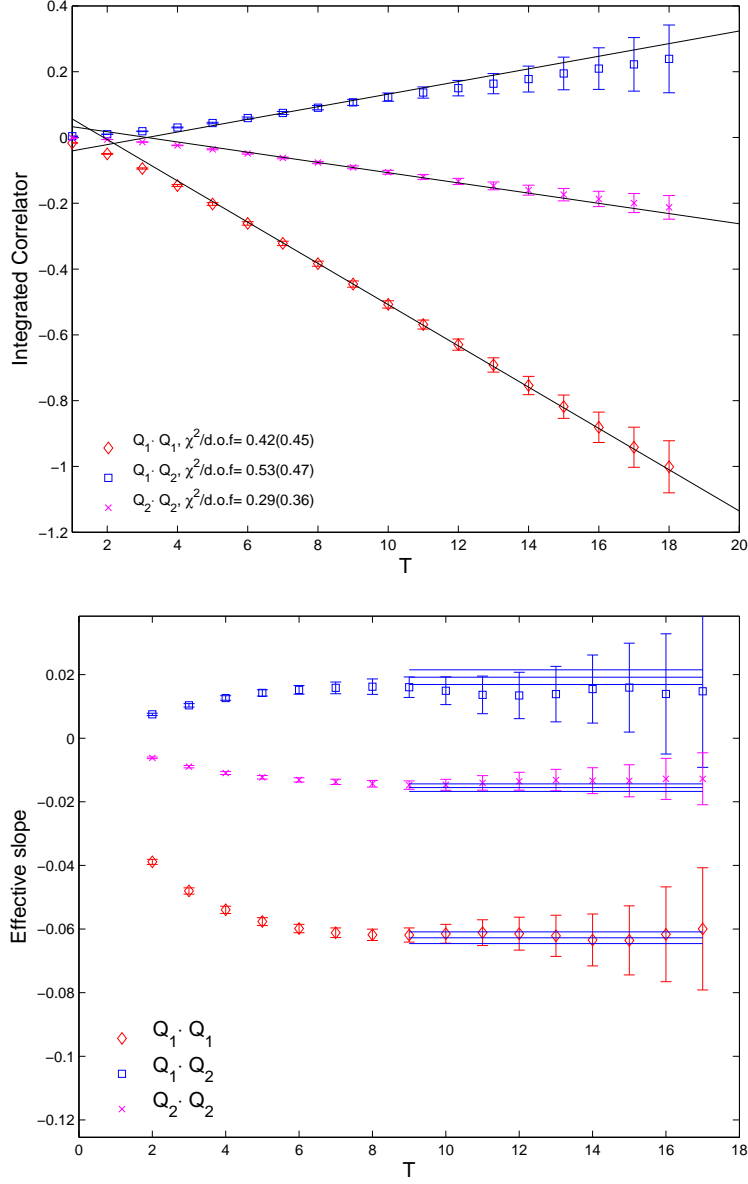 0.4
0.2
0
−0.2
−0.4
−0.6
−0.8
−1
−1.2
Integrated Correlator
Q₁· Q₁, χ²/d.o.f= 0.42(0.45)
Q₁· Q₂, χ²/d.o.f= 0.53(0.47)
Q₂· Q₂, χ²/d.o.f= 0.29(0.36)
2 4 6 8 10 12 14 16 18 20
T
0.02
0
−0.02
−0.04
−0.06
−0.08
−0.1
−0.12
Effective slope
Q₁· Q₁
Q₁· Q₂
Q₂· Q₂
0 2 4 6 8 10 12 14 16 18
T